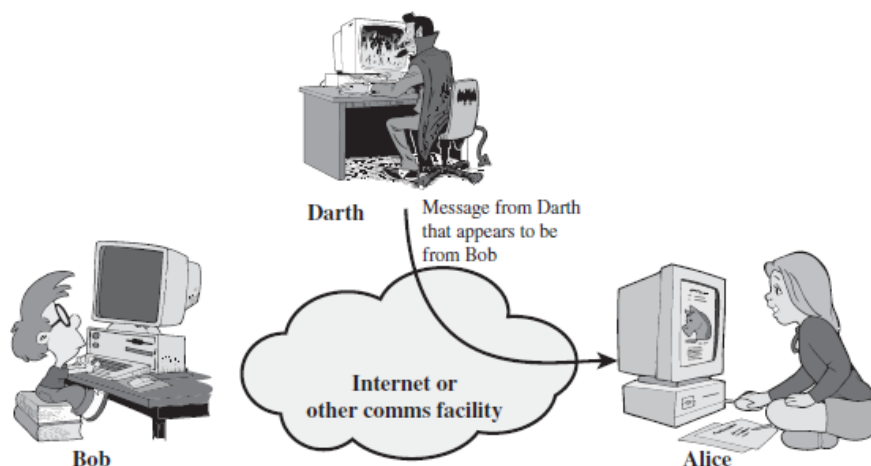 Darth
Message from Darth
that appears to be
from Bob
Internet or
other comms facility
Bob
Alice